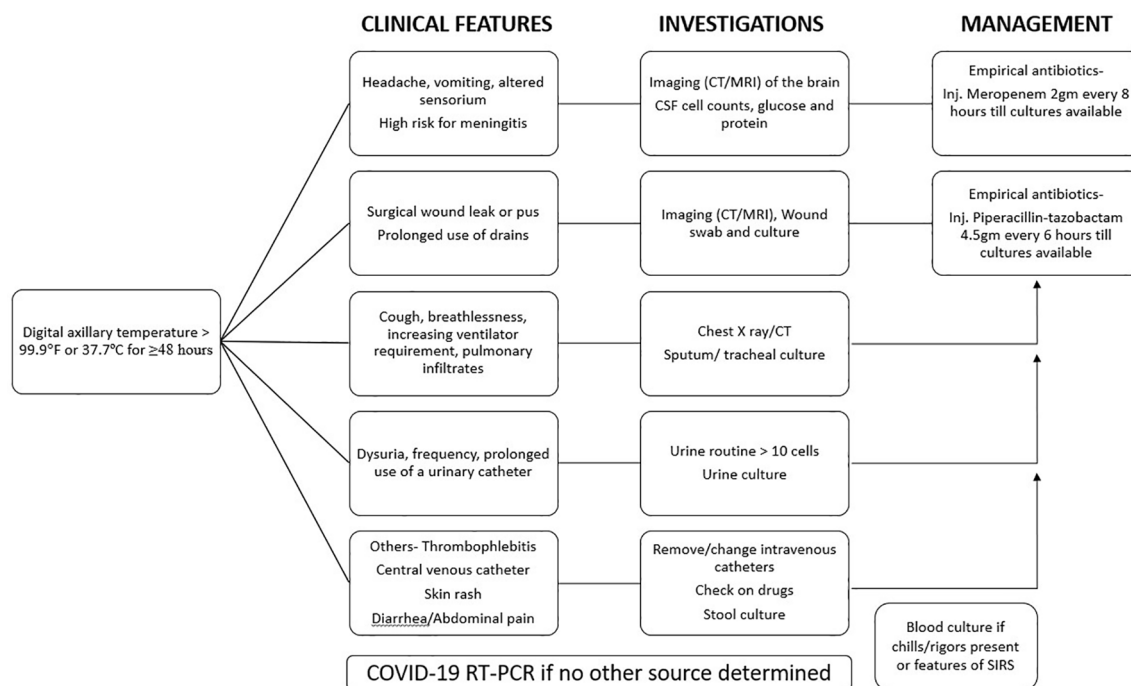 CLINICAL FEATURES
INVESTIGATIONS
MANAGEMENT
Digital axillary temperature >
99.9°F or 37.7°C for ≥48 hours
Headache, vomiting, altered
sensorium
High risk for meningitis
Imaging (CT/MRI) of the brain
CSF cell counts, glucose and
protein
Empirical antibiotics-
Inj. Meropenem 2gm every 8
hours till cultures available
Surgical wound leak or pus
Prolonged use of drains
Imaging (CT/MRI), Wound
swab and culture
Empirical antibiotics-
Inj. Piperacillin-tazobactam
4.5gm every 6 hours till
cultures available
Cough, breathlessness,
increasing ventilator
requirement, pulmonary
infiltrates
Chest X ray/CT
Sputum/ tracheal culture
Dysuria, frequency, prolonged
use of a urinary catheter
Urine routine > 10 cells
Urine culture
Others- Thrombophlebitis
Central venous catheter
Skin rash
Diarrhea/Abdominal pain
Remove/change intravenous
catheters
Check on drugs
Stool culture
Blood culture if
chills/rigors present
or features of SIRS
COVID-19 RT-PCR if no other source determined